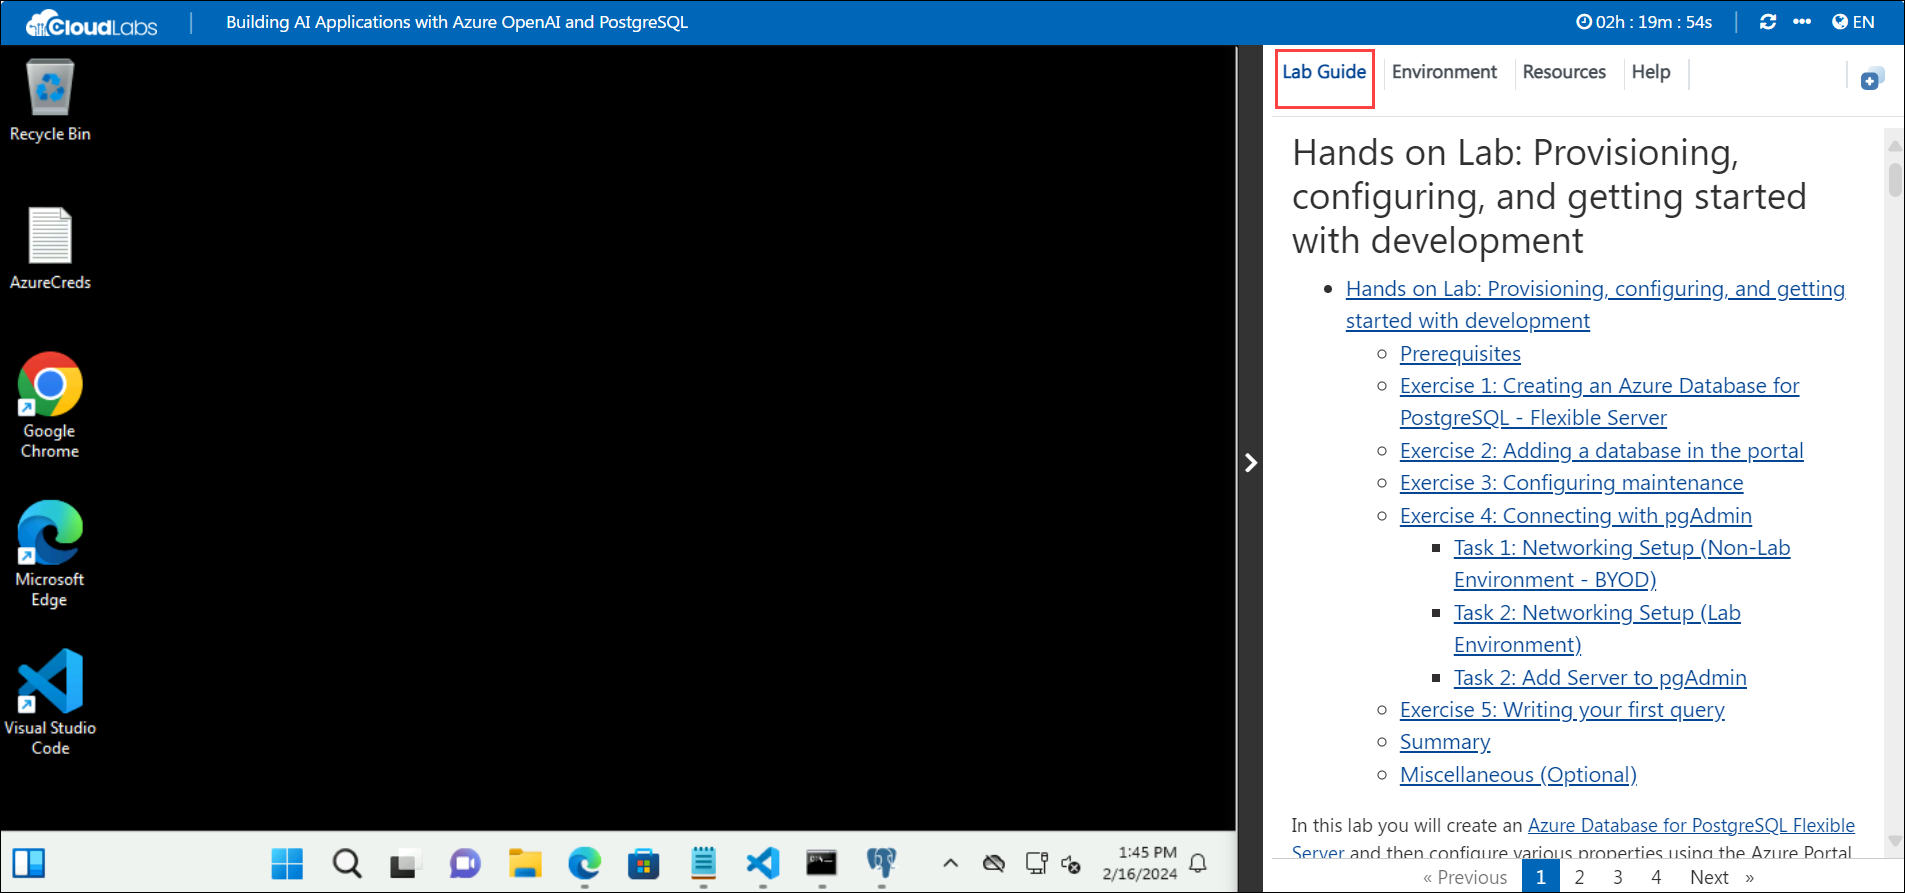 CloudLabs
Building AI Applications with Azure OpenAI and PostgreSQL
02h : 19m : 54s
EN
Recycle Bin
AzureCreds
Google
Chrome
Microsoft
Edge
Visual Studio
Code
1:45 PM
2/16/2024
Lab Guide
Environment
Resources
Help
Hands on Lab: Provisioning,
configuring, and getting started
with development
Hands on Lab: Provisioning, configuring, and getting
started with development
Prerequisites
Exercise 1: Creating an Azure Database for
PostgreSQL - Flexible Server
Exercise 2: Adding a database in the portal
Exercise 3: Configuring maintenance
Exercise 4: Connecting with pgAdmin
Task 1: Networking Setup (Non-Lab
Environment - BYOD)
Task 2: Networking Setup (Lab
Environment)
Task 2: Add Server to pgAdmin
Exercise 5: Writing your first query
Summary
Miscellaneous (Optional)
In this lab you will create an Azure Database for PostgreSQL Flexible
Server and then configure various properties using the Azure Portal
« Previous 1 2 3 4 Next »